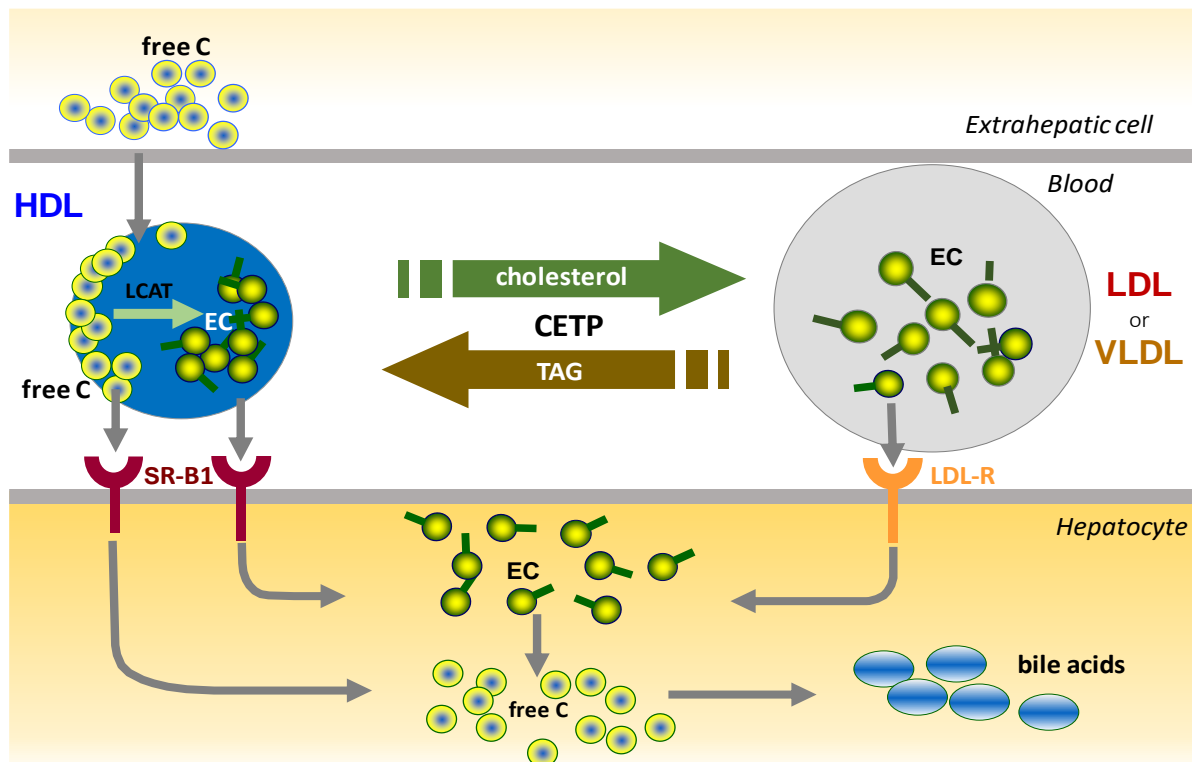 free C
Extrahepatic cell
Blood
HDL
EC
cholesterol
LCAT
EC
LDL
or
VLDL
CETP
TAG
free C
SR-B1
LDL-R
Hepatocyte
EC
bile acids
free C